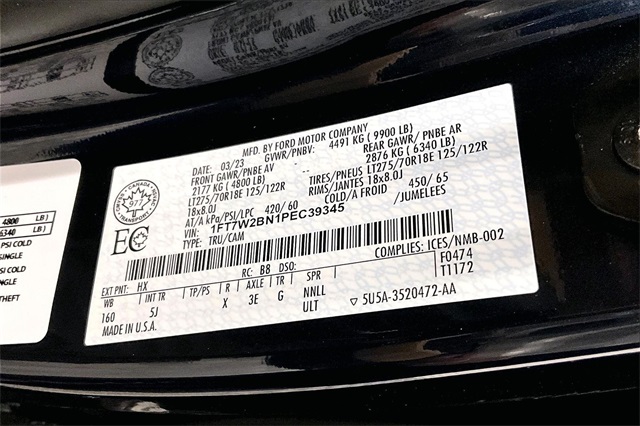 MFD. BY FORD MOTOR COMPANY
DATE: 03/23 GVWR/PNBV: 4491 KG ( 9900 LB)
FRONT GAWR/PNBE AV REAR GAWR/ PNBE AR
2177 KG ( 4800 LB) -- 2876 KG ( 6340 LB)
LT275/70R18E 125/122R TIRES/PNEUS LT275/70R18E 125/122R
18x8.0J RIMS/JANTES 18x8.0J
AT/A kPa/PSI/LPC 420/60 COLD/A FROID 450/ 65
VIN: 1FT7W2BN1PEC39345 /JUMELEES
TYPE: TRU/CAM
CANADA
977
EC
COMPLIES: ICES/NMB-002
EXT PNT: HX RC: B8 DSO: F0474
WB INT TR TP/PS R AXLE TR SPR T1172
160 5J X 3E G NNLL
ULT
MADE IN U.S.A. 5U5A-3520472-AA
4800 LB)
6340 LB)
PSI COLD
SINGLE
PSI COLD
SINGLE
THEFT